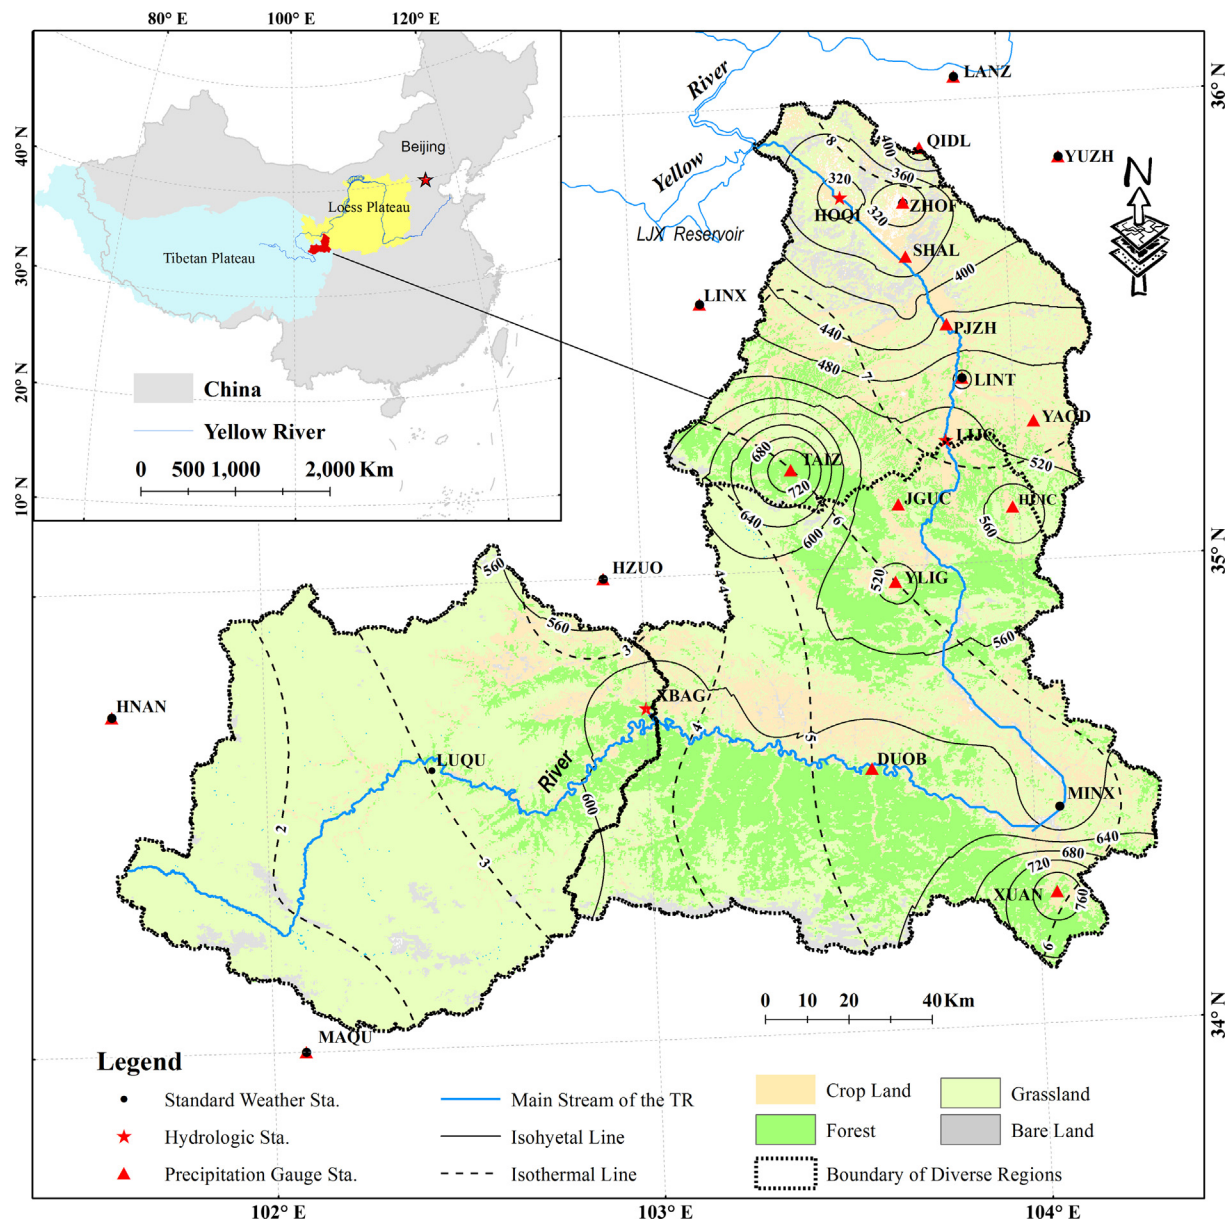 80° E
100° E
120° E
40° N
30° N
20° N
10° N
Beijing
Loess Plateau
Tibetan Plateau
China
Yellow River
0 500 1,000 2,000 Km
River
Yellow
LJX Reservoir
LANZ
36° N
QIDL
YUZH
8
400
360
320
320
HOQI
ZHOF
SHAL
400
LINX
440
PJZH
480
7
LINT
YAOD
LIJC
520
680
TAIZ
720
JGUC
HUIC
560
640
6
600
35° N
HZUO
560
520
YLIG
4
560
560
3
XBAG
HNAN
4
5
LUQU
River
DUOB
MINX
600
2
3
640
680
720
XUAN
760
6
0 10 20 40 Km
34° N
MAQU
Legend
Standard Weather Sta.
Hydrologic Sta.
Precipitation Gauge Sta.
Main Stream of the TR
Isohyetal Line
Isothermal Line
Crop Land
Grassland
Forest
Bare Land
Boundary of Diverse Regions
N
102° E
103° E
104° E